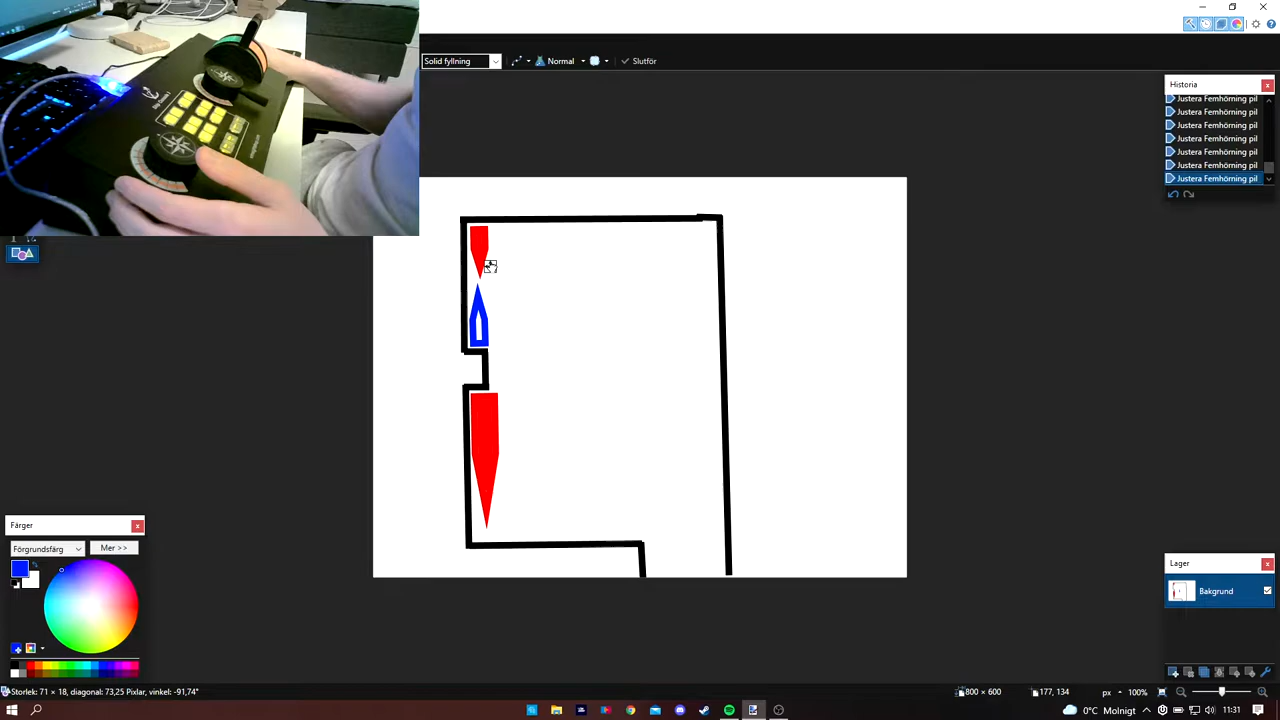 Solid fyllning
Normal
Slutför
Historia
Justera Femhörning pil
Justera Femhörning pil
Justera Femhörning pil
Justera Femhörning pil
Justera Femhörning pil
Justera Femhörning pil
Justera Femhörning pil
Färger
Förgrundsfärg
Mer >>
Lager
Bakgrund
Storlek: 71 × 18, diagonal: 73,25 Pixlar, vinkel: -91,74°
800 × 600
177, 134
px
100%
0°C Molnigt
11:31